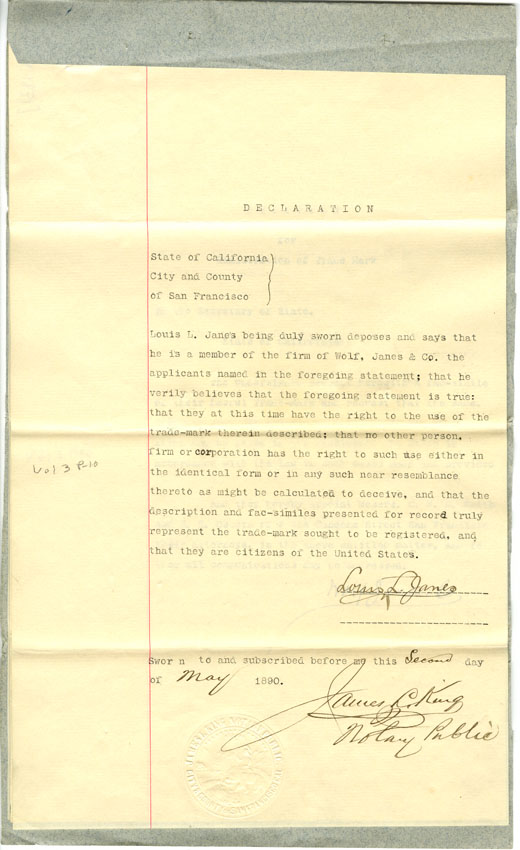 DECLARATION
State of California
City and County
of San Francisco
Louis L. Janes being duly sworn deposes and says that
he is a member of the firm of Wolf, Janes & Co. the
applicants named in the foregoing statement; that he
verily believes that the foregoing statement is true:
that they at this time have the right to the use of the
trade-mark therein described; that no other person,
firm or corporation has the right to such use either in
Vol 3 P-10
the identical form or in any such near resemblance
thereto as might be calculated to deceive, and that the
description and fac-similes presented for record truly
represent the trade-mark sought to be registered, and
that they are citizens of the United States.
Louis L. Janes
Sworn to and subscribed before me this Second day
of May 1890.
James L. King
Notary Public